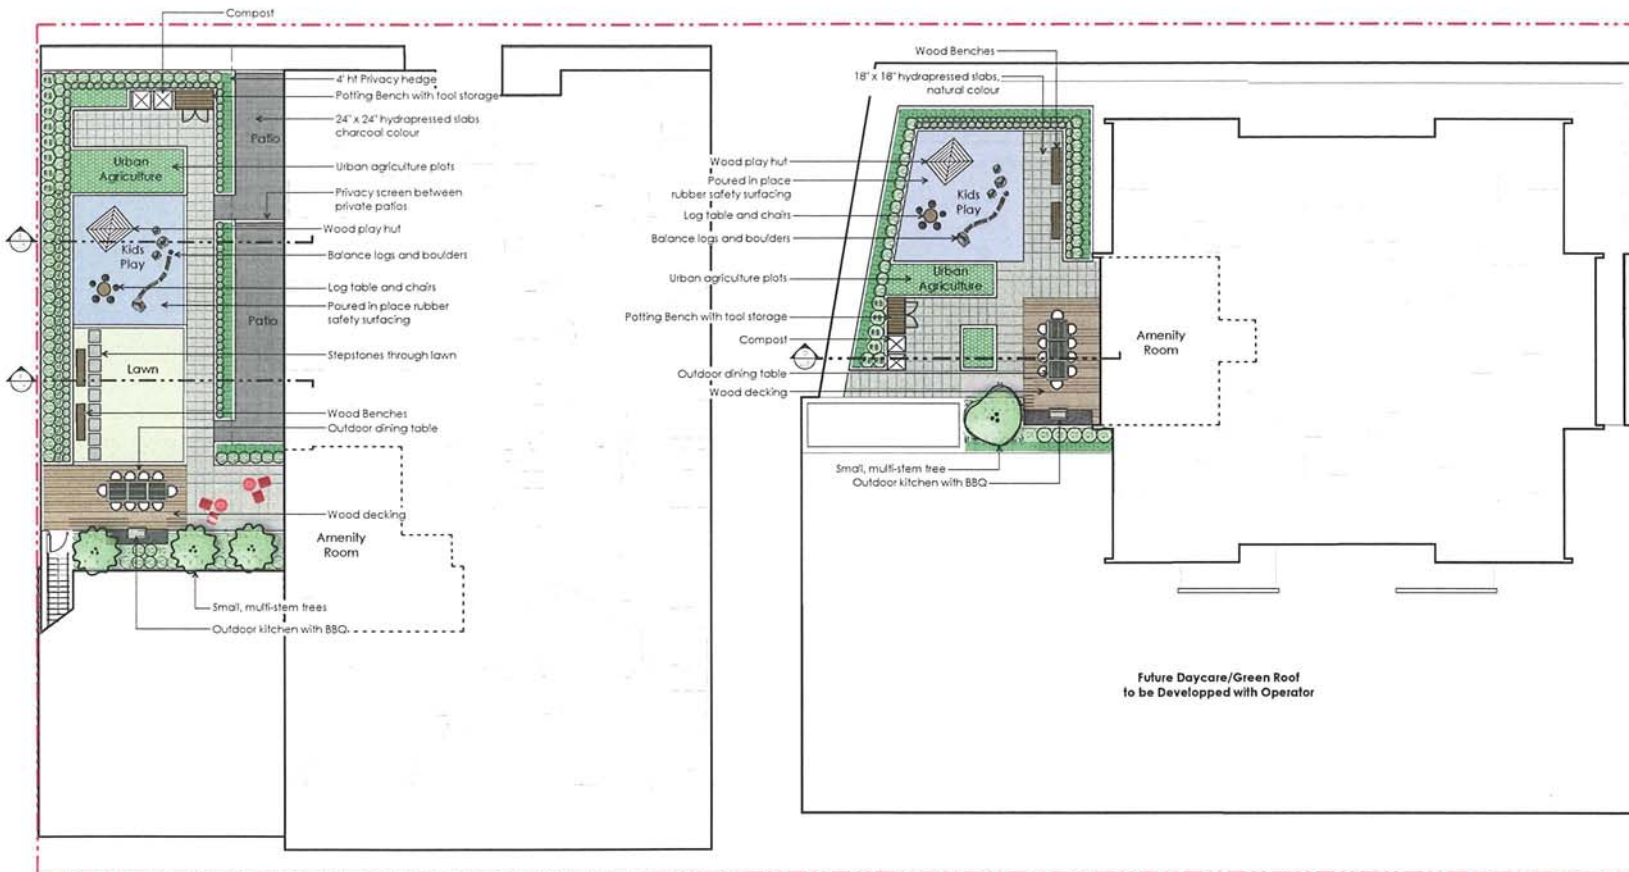 Compost
4' ht Privacy hedge
Potting Bench with tool storage
24" x 24" hydrapressed slabs
charcoal colour
Patio
Urban
Agriculture
Urban agriculture plots
Privacy screen between
private patios
Wood play hut
Kids
Play
Balance logs and boulders
Log table and chairs
Poured in place rubber
safety surfacing
Patio
Stepstones through lawn
Lawn
Wood Benches
Outdoor dining table
Wood decking
Amenity
Room
Small, multi-stem trees
Outdoor kitchen with BBQ
Wood Benches
18" x 18" hydrapressed slabs,
natural colour
Wood play hut
Poured in place
rubber safety surfacing
Kids
Play
Log table and chairs
Balance logs and boulders
Urban agriculture plots
Urban
Agriculture
Potting Bench with tool storage
Compost
Amenity
Room
Outdoor dining table
Wood decking
Small, multi-stem tree
Outdoor kitchen with BBQ
Future Daycare/Green Roof
to be Developped with Operator